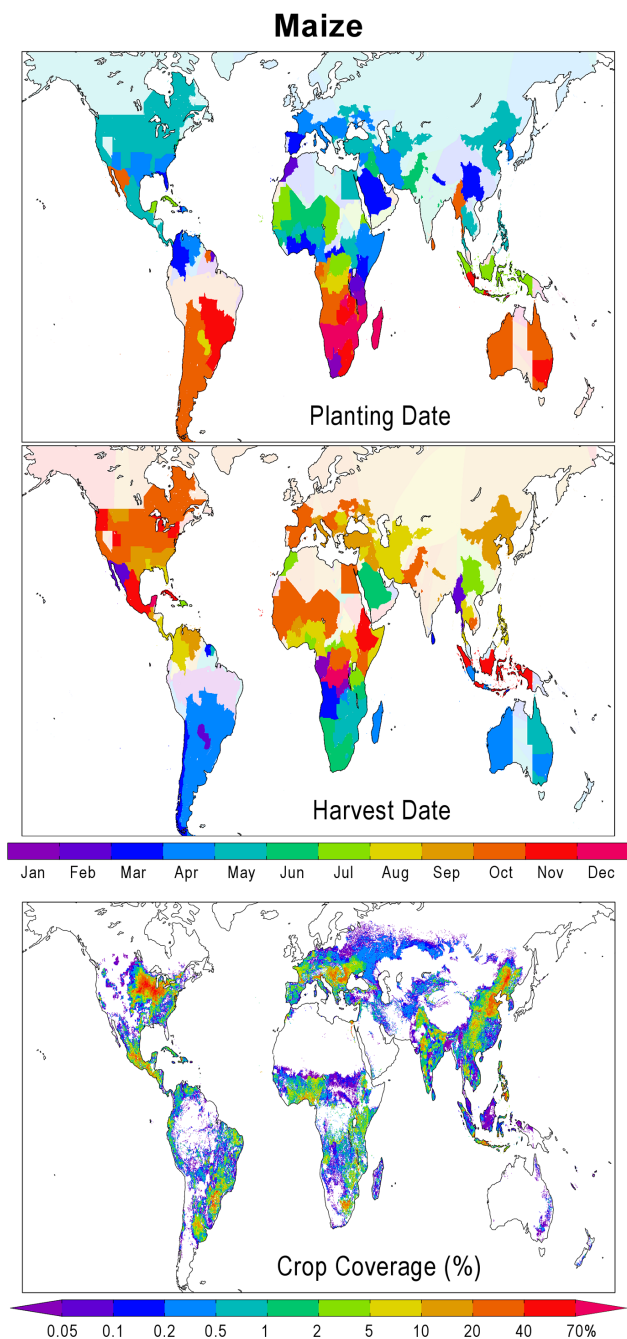 Maize
Planting Date
Harvest Date
Jan Feb Mar Apr May Jun Jul Aug Sep Oct Nov Dec
Crop Coverage (%)
0.05 0.1 0.2 0.5 1 2 5 10 20 40 70%